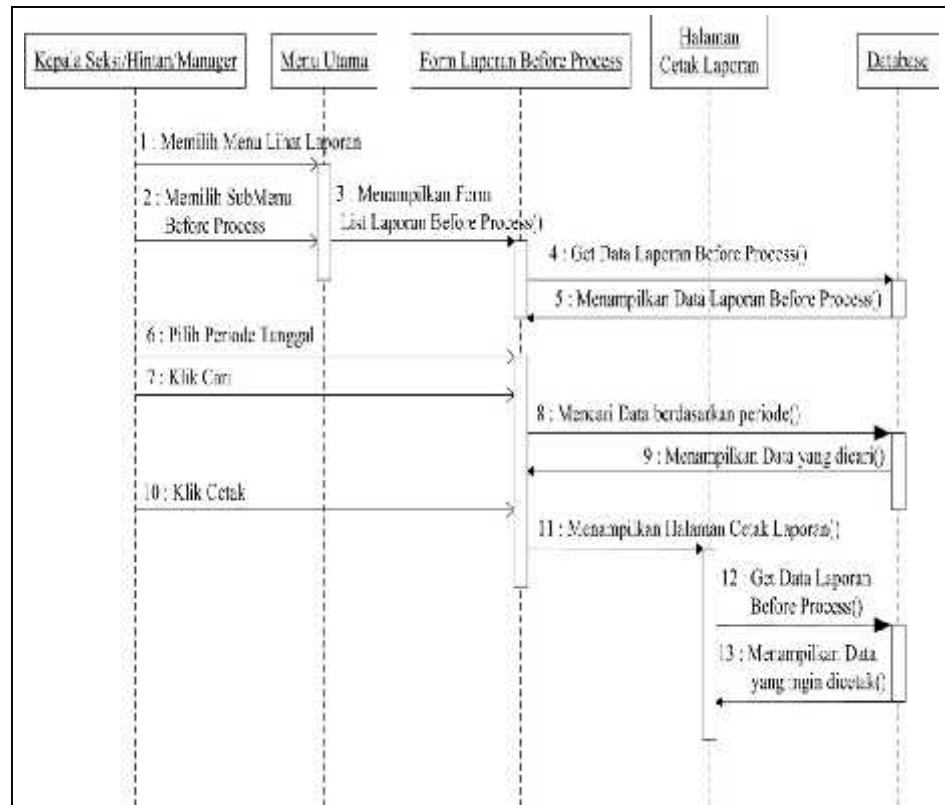 Kepala Seksi/Hintan/Manager
Menu Utama
Form Laporan Before Process
Halaman
Cetak Laporan
Database
1 : Memilih Menu Lihat Laporan
2 : Memilih SubMenu
Before Process
3 : Menampilkan Form
List Laporan Before Process()
4 : Get Data Laporan Before Process()
5 : Menampilkan Data Laporan Before Process()
6 : Pilih Periode Tanggal
7 : Klik Cari
8 : Mencari Data berdasarkan periode()
9 : Menampilkan Data yang dicari()
10 : Klik Cetak
11 : Menampilkan Halaman Cetak Laporan()
12 : Get Data Laporan
Before Process()
13 : Menampilkan Data
yang ingin dicetak()